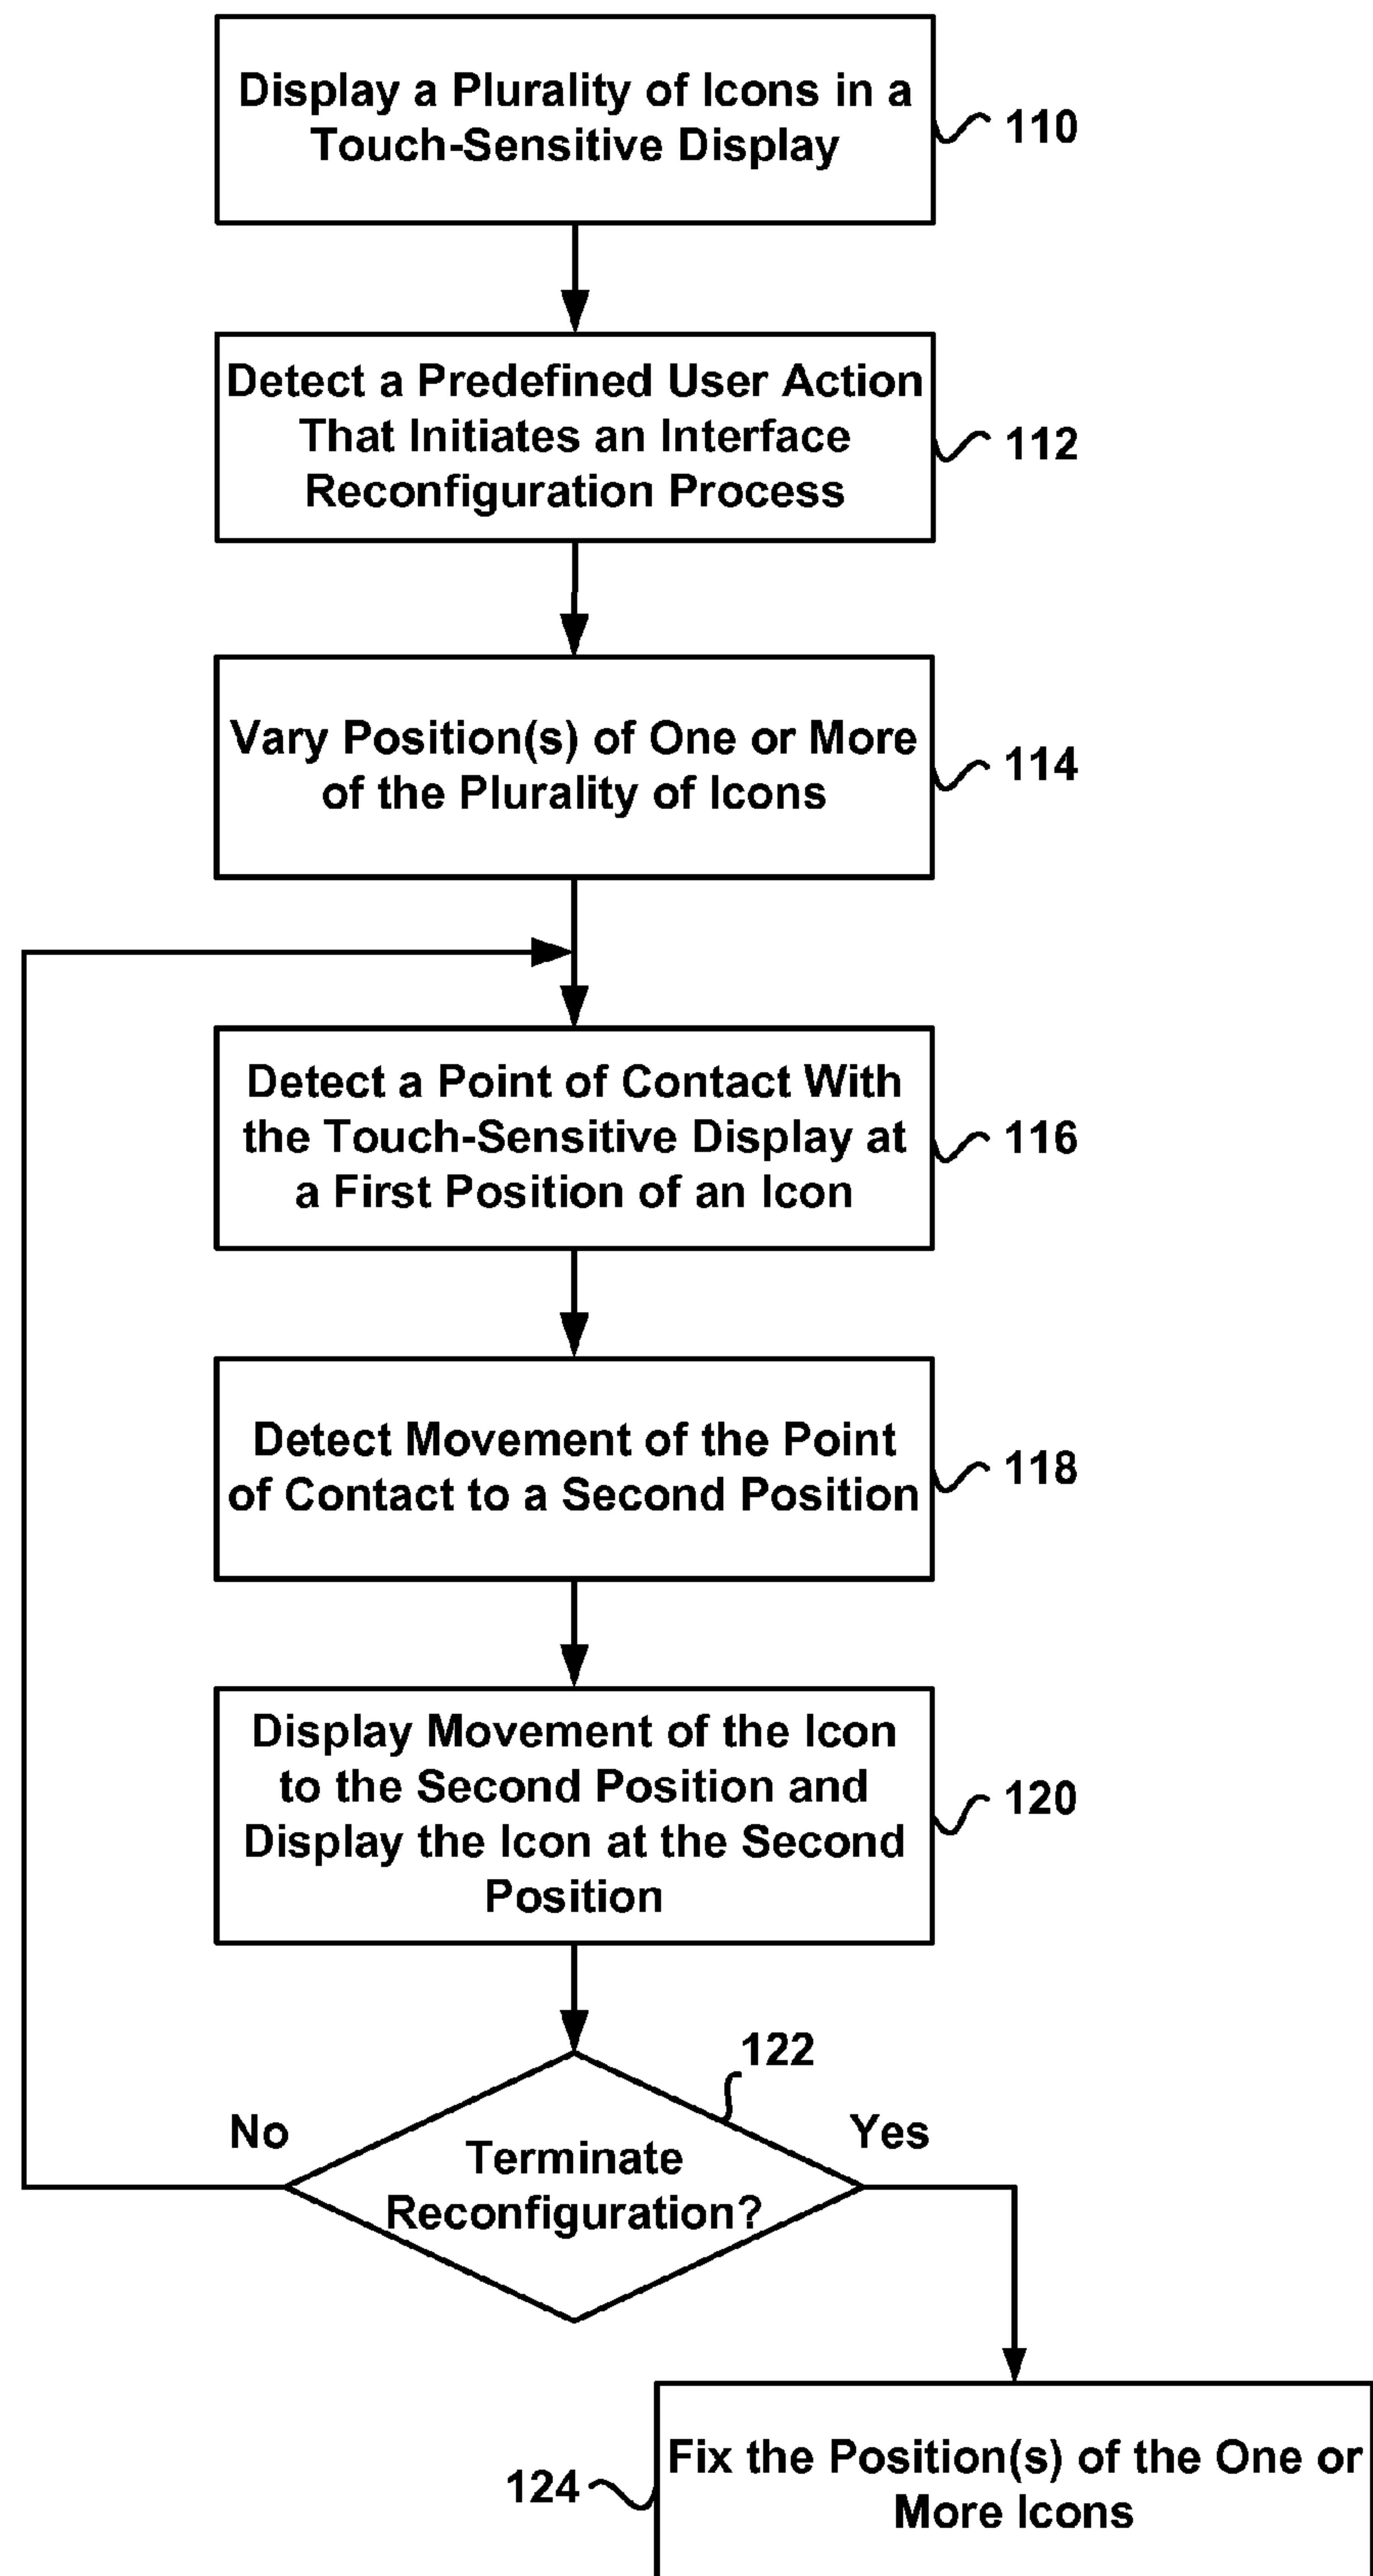 Display a Plurality of Icons in a
Touch-Sensitive Display
110
Detect a Predefined User Action
That Initiates an Interface
Reconfiguration Process
112
Vary Position(s) of One or More
of the Plurality of Icons
114
Detect a Point of Contact With
the Touch-Sensitive Display at
a First Position of an Icon
116
Detect Movement of the Point
of Contact to a Second Position
118
Display Movement of the Icon
to the Second Position and
Display the Icon at the Second
Position
120
122
No
Yes
Terminate
Reconfiguration?
Fix the Position(s) of the One or
More Icons
124